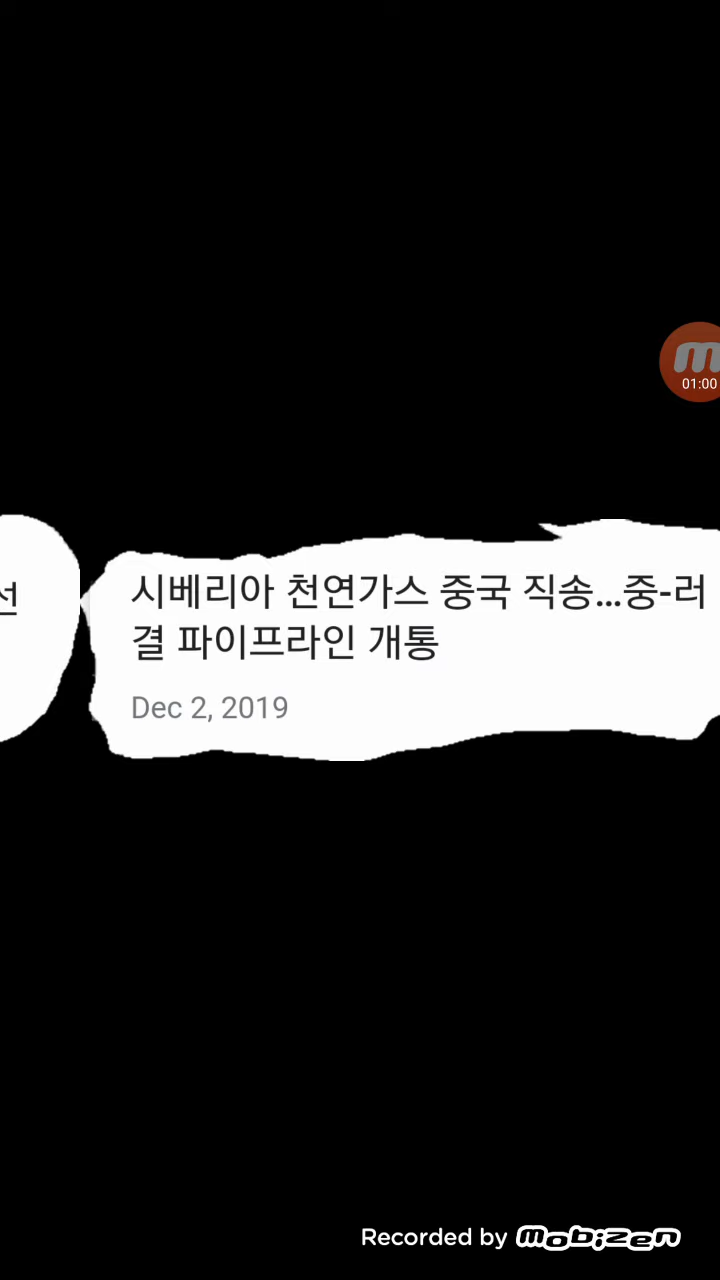 선
시베리아 천연가스 중국 직송...중-러
결 파이프라인 개통
Dec 2, 2019
01:00
Recorded by Mobizen